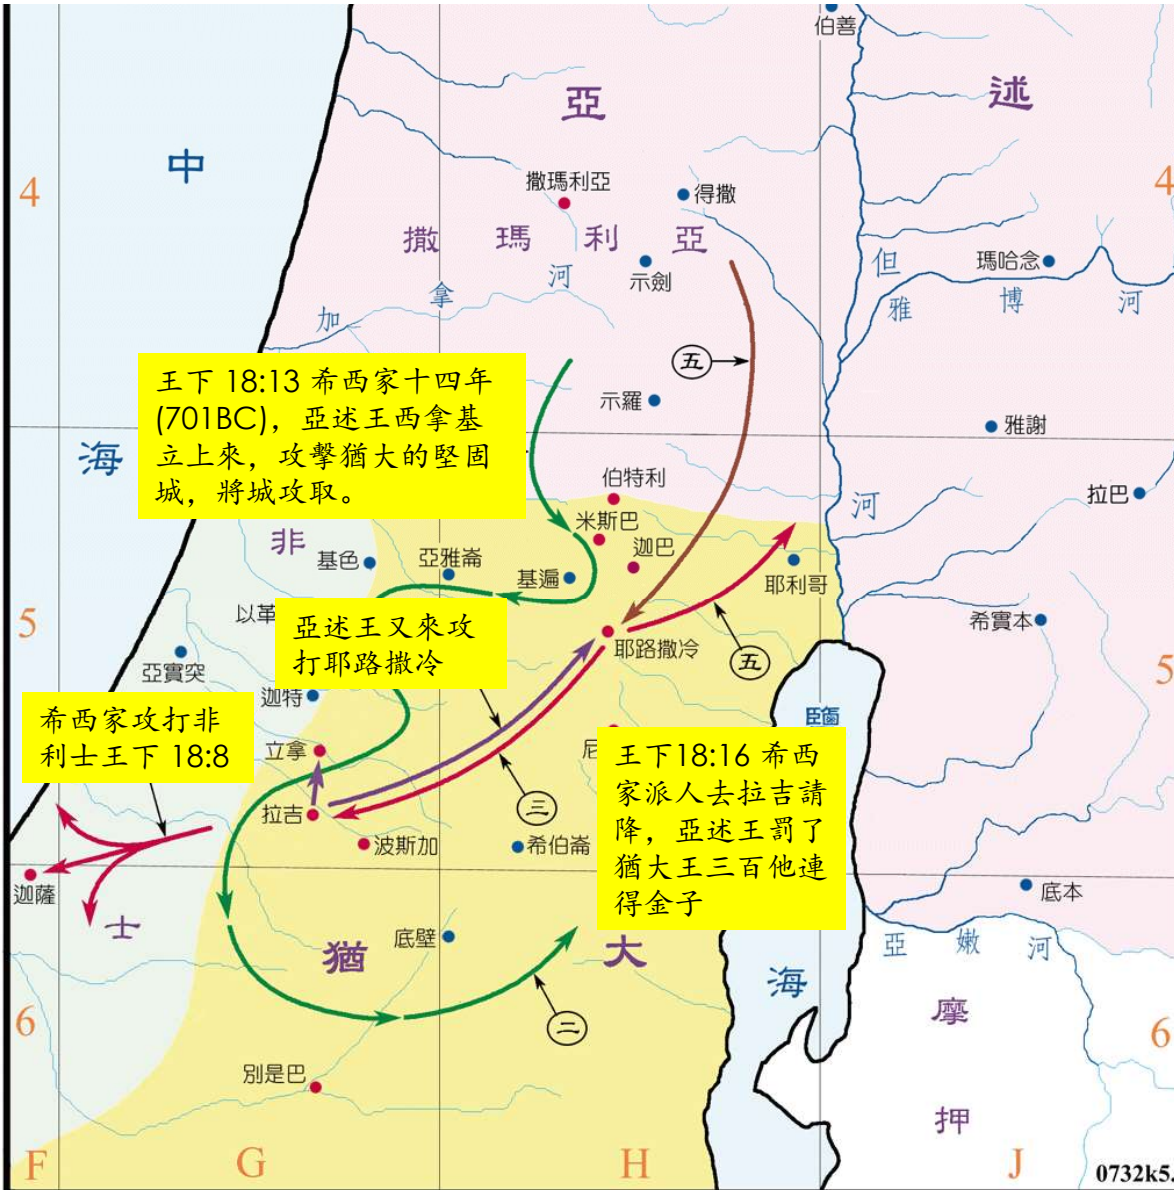 伯善
亞 述
4
中
4
撒瑪利亞
得撒
撒 瑪 利 亞
示劍
但
瑪哈念
加 拿 河
雅 博 河
五
王下 18:13 希西家十四年
(701BC)，亞述王西拿基
立上來，攻擊猶大的堅固
城，將城攻取。
示羅
雅謝
海
伯特利
河
拉巴
米斯巴
非
基色
亞雅崙
基遍
迦巴
耶利哥
5
以革
亞述王又來攻
打耶路撒冷
耶路撒冷
希實本
五
5
亞實突
迦特
希西家攻打非
利士王下 18:8
鹽
立拿
尼
王下18:16 希西
家派人去拉吉請
降，亞述王罰了
猶大王三百他連
得金子
拉吉
三
波斯加
希伯崙
迦薩
底本
士
猶 大
底壁
亞 嫩 河
海
二
6
摩
6
別是巴
押
F
G
H
J
0732k5.